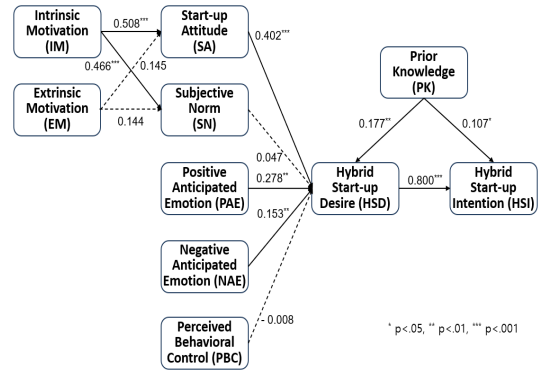 Intrinsic
Motivation
(IM)
0.508***
Start-up
Attitude
(SA)
0.402***
0.466***
0.145
Prior
Knowledge
(PK)
Extrinsic
Motivation
(EM)
0.144
Subjective
Norm
(SN)
0.177**
0.107*
0.047
Positive
Anticipated
Emotion (PAE)
0.278**
Hybrid
Start-up
Desire (HSD)
0.800***
Hybrid
Start-up
Intention (HSI)
0.153**
Negative
Anticipated
Emotion (NAE)
- 0.008
Perceived
Behavioral
Control (PBC)
* p<.05, ** p<.01, *** p<.001